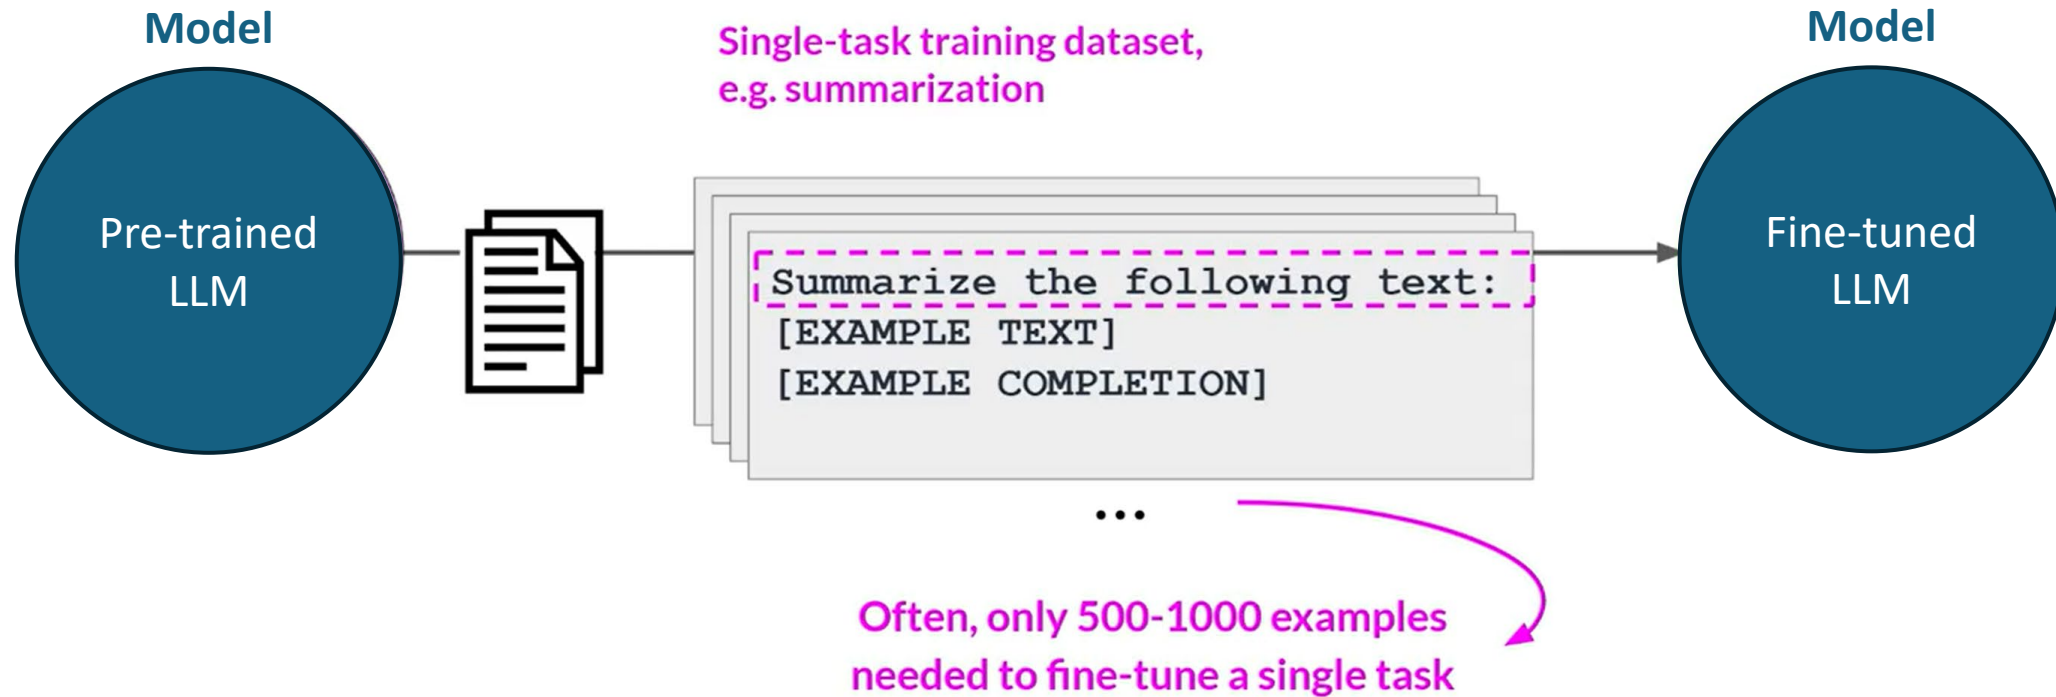 Model
Single-task training dataset,
e.g. summarization
Model
Pre-trained
LLM
Summarize the following text:
[EXAMPLE TEXT]
[EXAMPLE COMPLETION]
...
Fine-tuned
LLM
Often, only 500-1000 examples
needed to fine-tune a single task